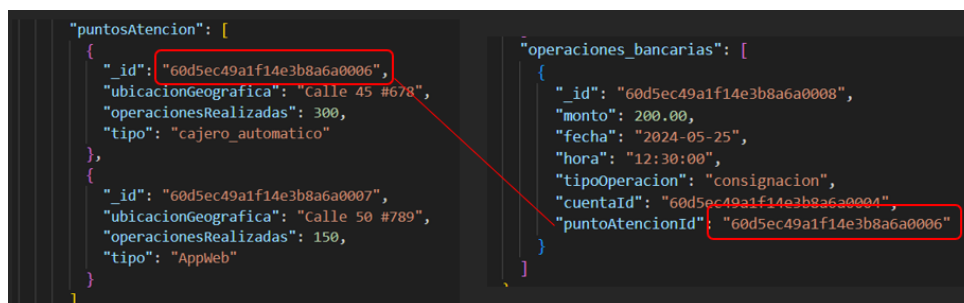 "puntosAtencion": [
{
"_id": "60d5ec49a1f14e3b8a6a0006",
"ubicacionGeografica": "Calle 45 #678",
"operacionesRealizadas": 300,
"tipo": "cajero_automatico"
},
{
"_id": "60d5ec49a1f14e3b8a6a0007",
"ubicacionGeografica": "Calle 50 #789",
"operacionesRealizadas": 150,
"tipo": "AppWeb"
}
]
"operaciones_bancarias": [
{
"_id": "60d5ec49a1f14e3b8a6a0008",
"monto": 200.00,
"fecha": "2024-05-25",
"hora": "12:30:00",
"tipoOperacion": "consignacion",
"cuentaId": "60d5ec49a1f14e3b8a6a0004",
"puntoAtencionId": "60d5ec49a1f14e3b8a6a0006"
}
]